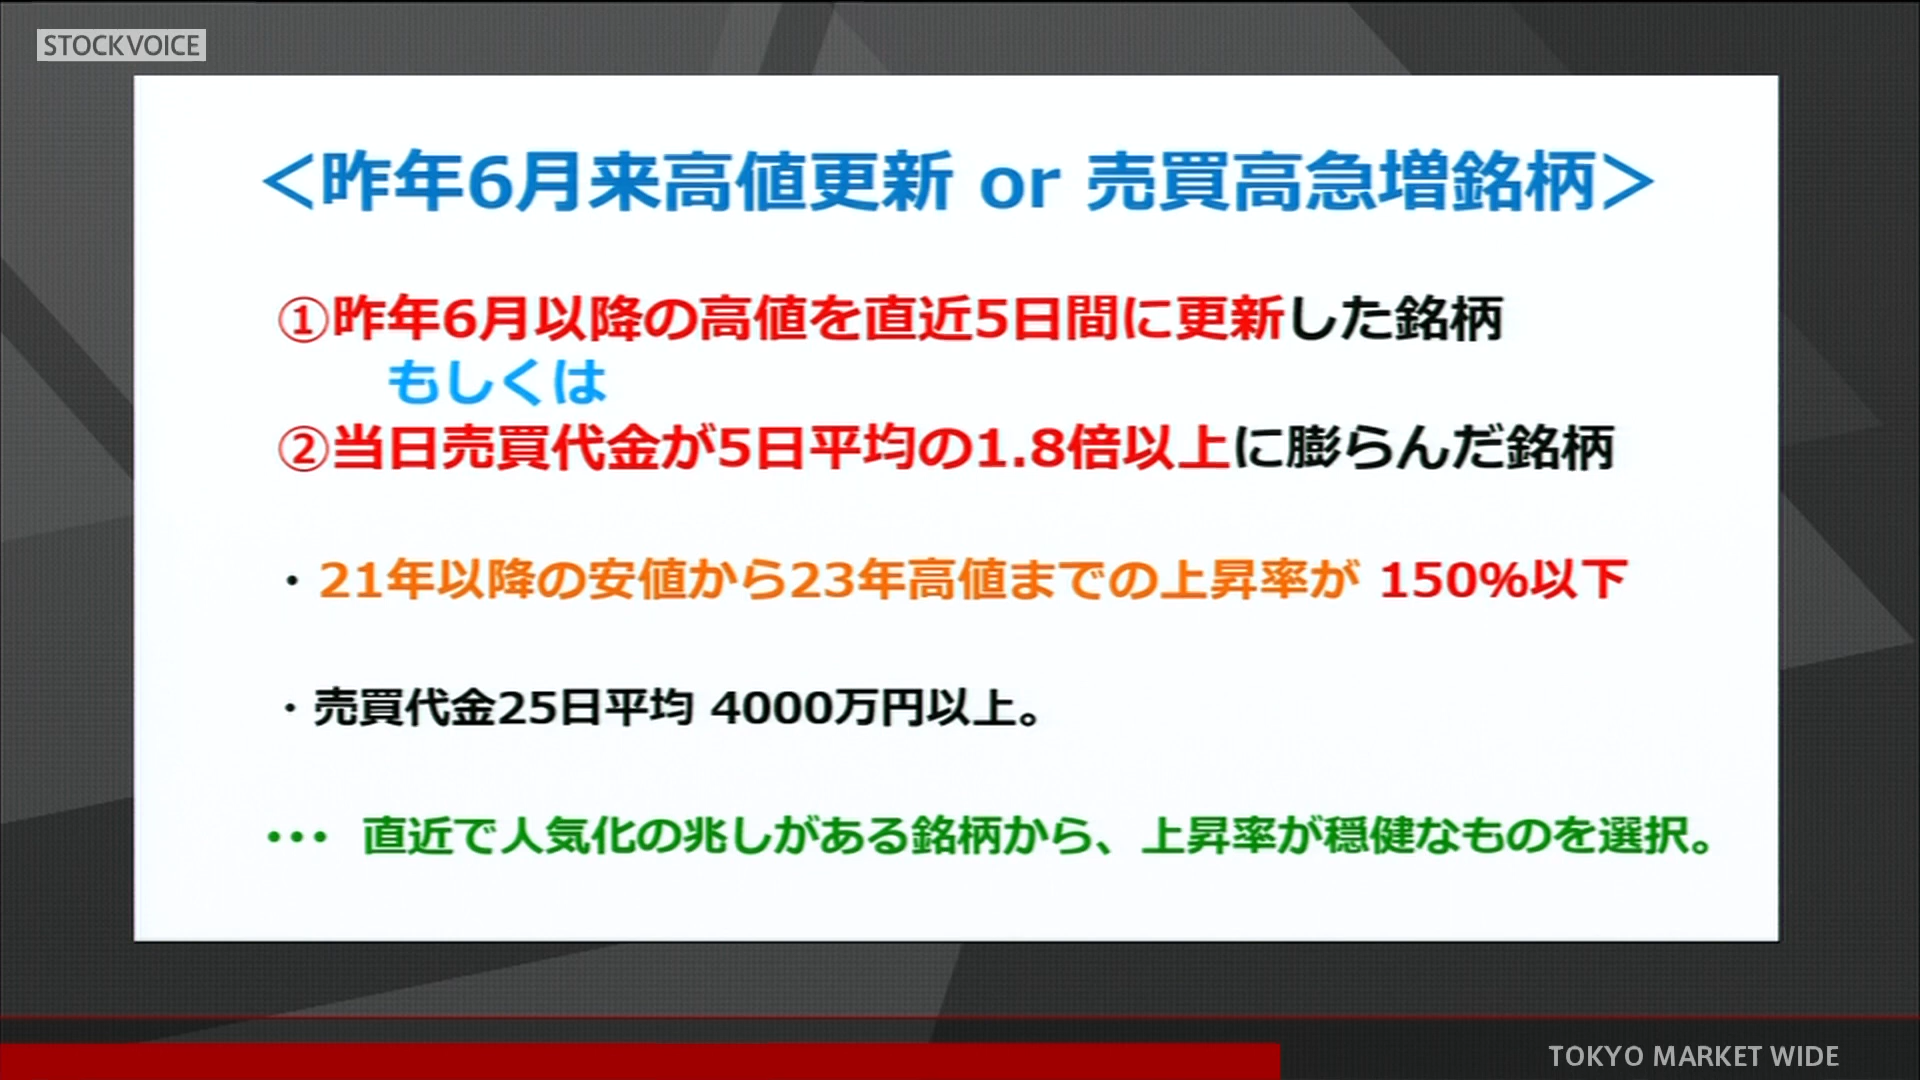 STOCKVOICE
＜昨年6月来高値更新 or 売買高急増銘柄＞
①昨年6月以降の高値を直近5日間に更新した銘柄
もしくは
②当日売買代金が5日平均の1.8倍以上に膨らんだ銘柄
・21年以降の安値から23年高値までの上昇率が 150%以下
・売買代金25日平均 4000万円以上。
･･･ 直近で人気化の兆しがある銘柄から、上昇率が穏健なものを選択。
TOKYO MARKET WIDE